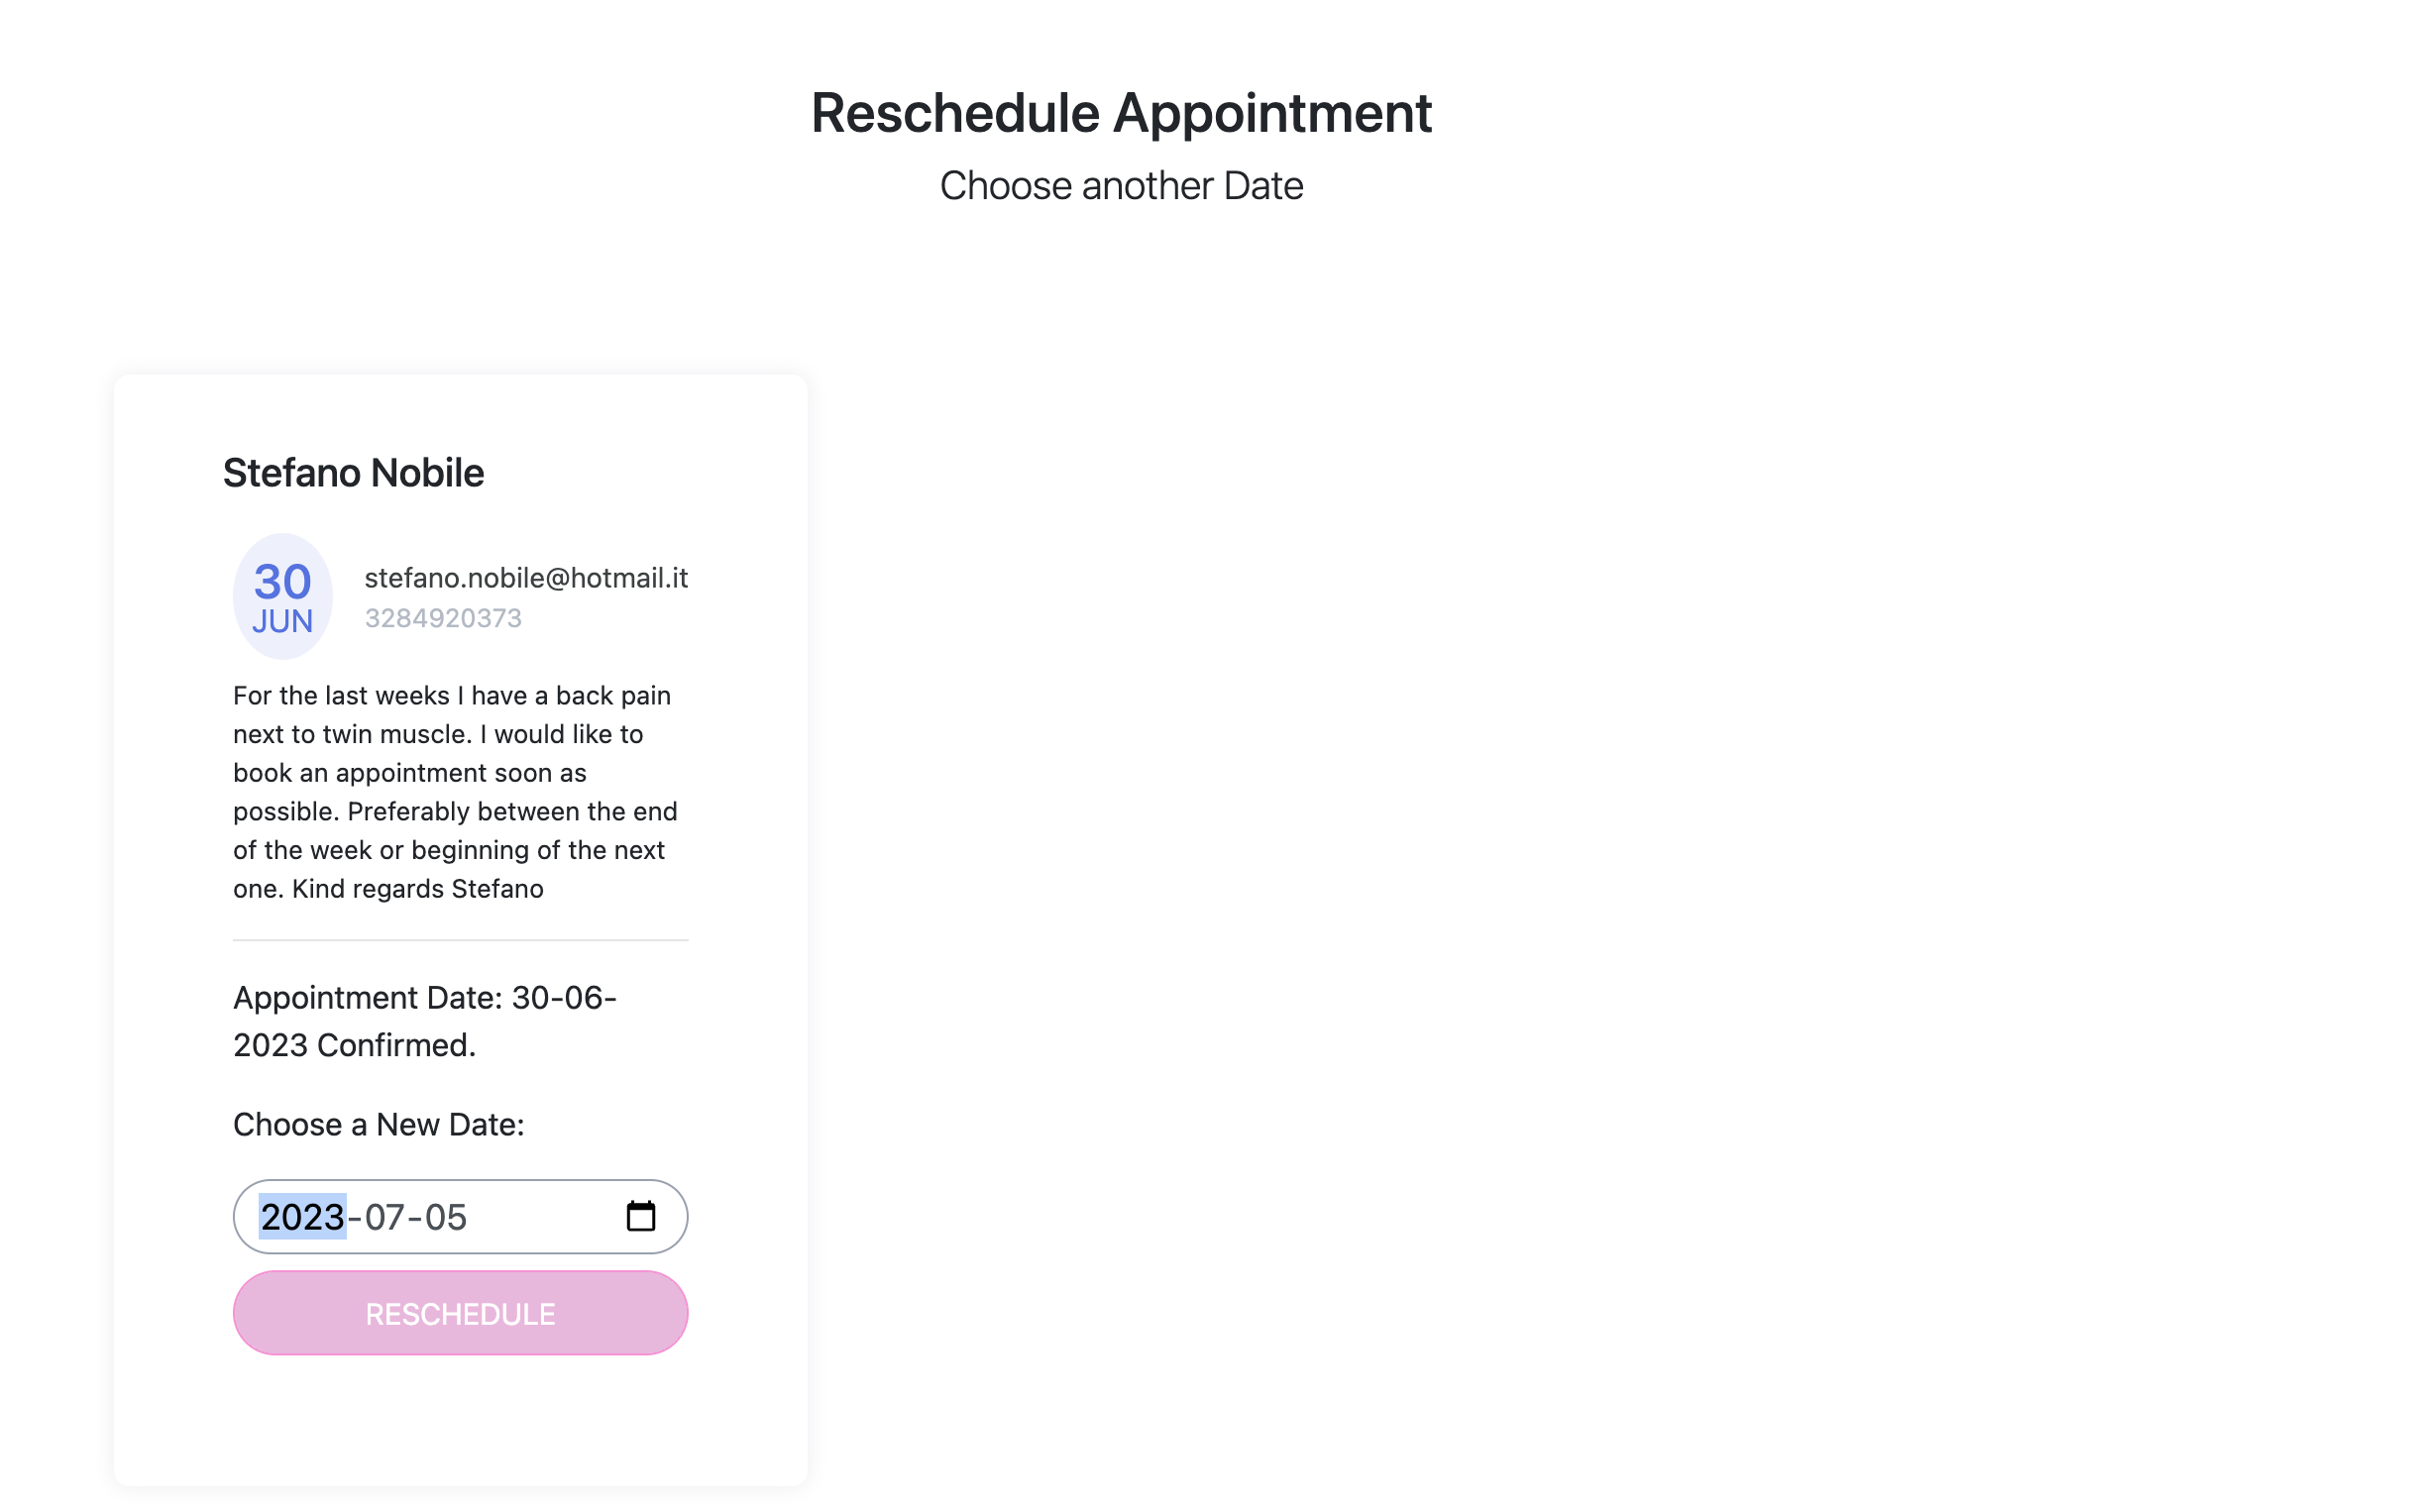 Reschedule Appointment
Choose another Date
Stefano Nobile
30
JUN
stefano.nobile@hotmail.it
3284920373
For the last weeks I have a back pain
next to twin muscle. I would like to
book an appointment soon as
possible. Preferably between the end
of the week or beginning of the next
one. Kind regards Stefano
Appointment Date: 30-06-
2023 Confirmed.
Choose a New Date:
2023-07-05
RESCHEDULE